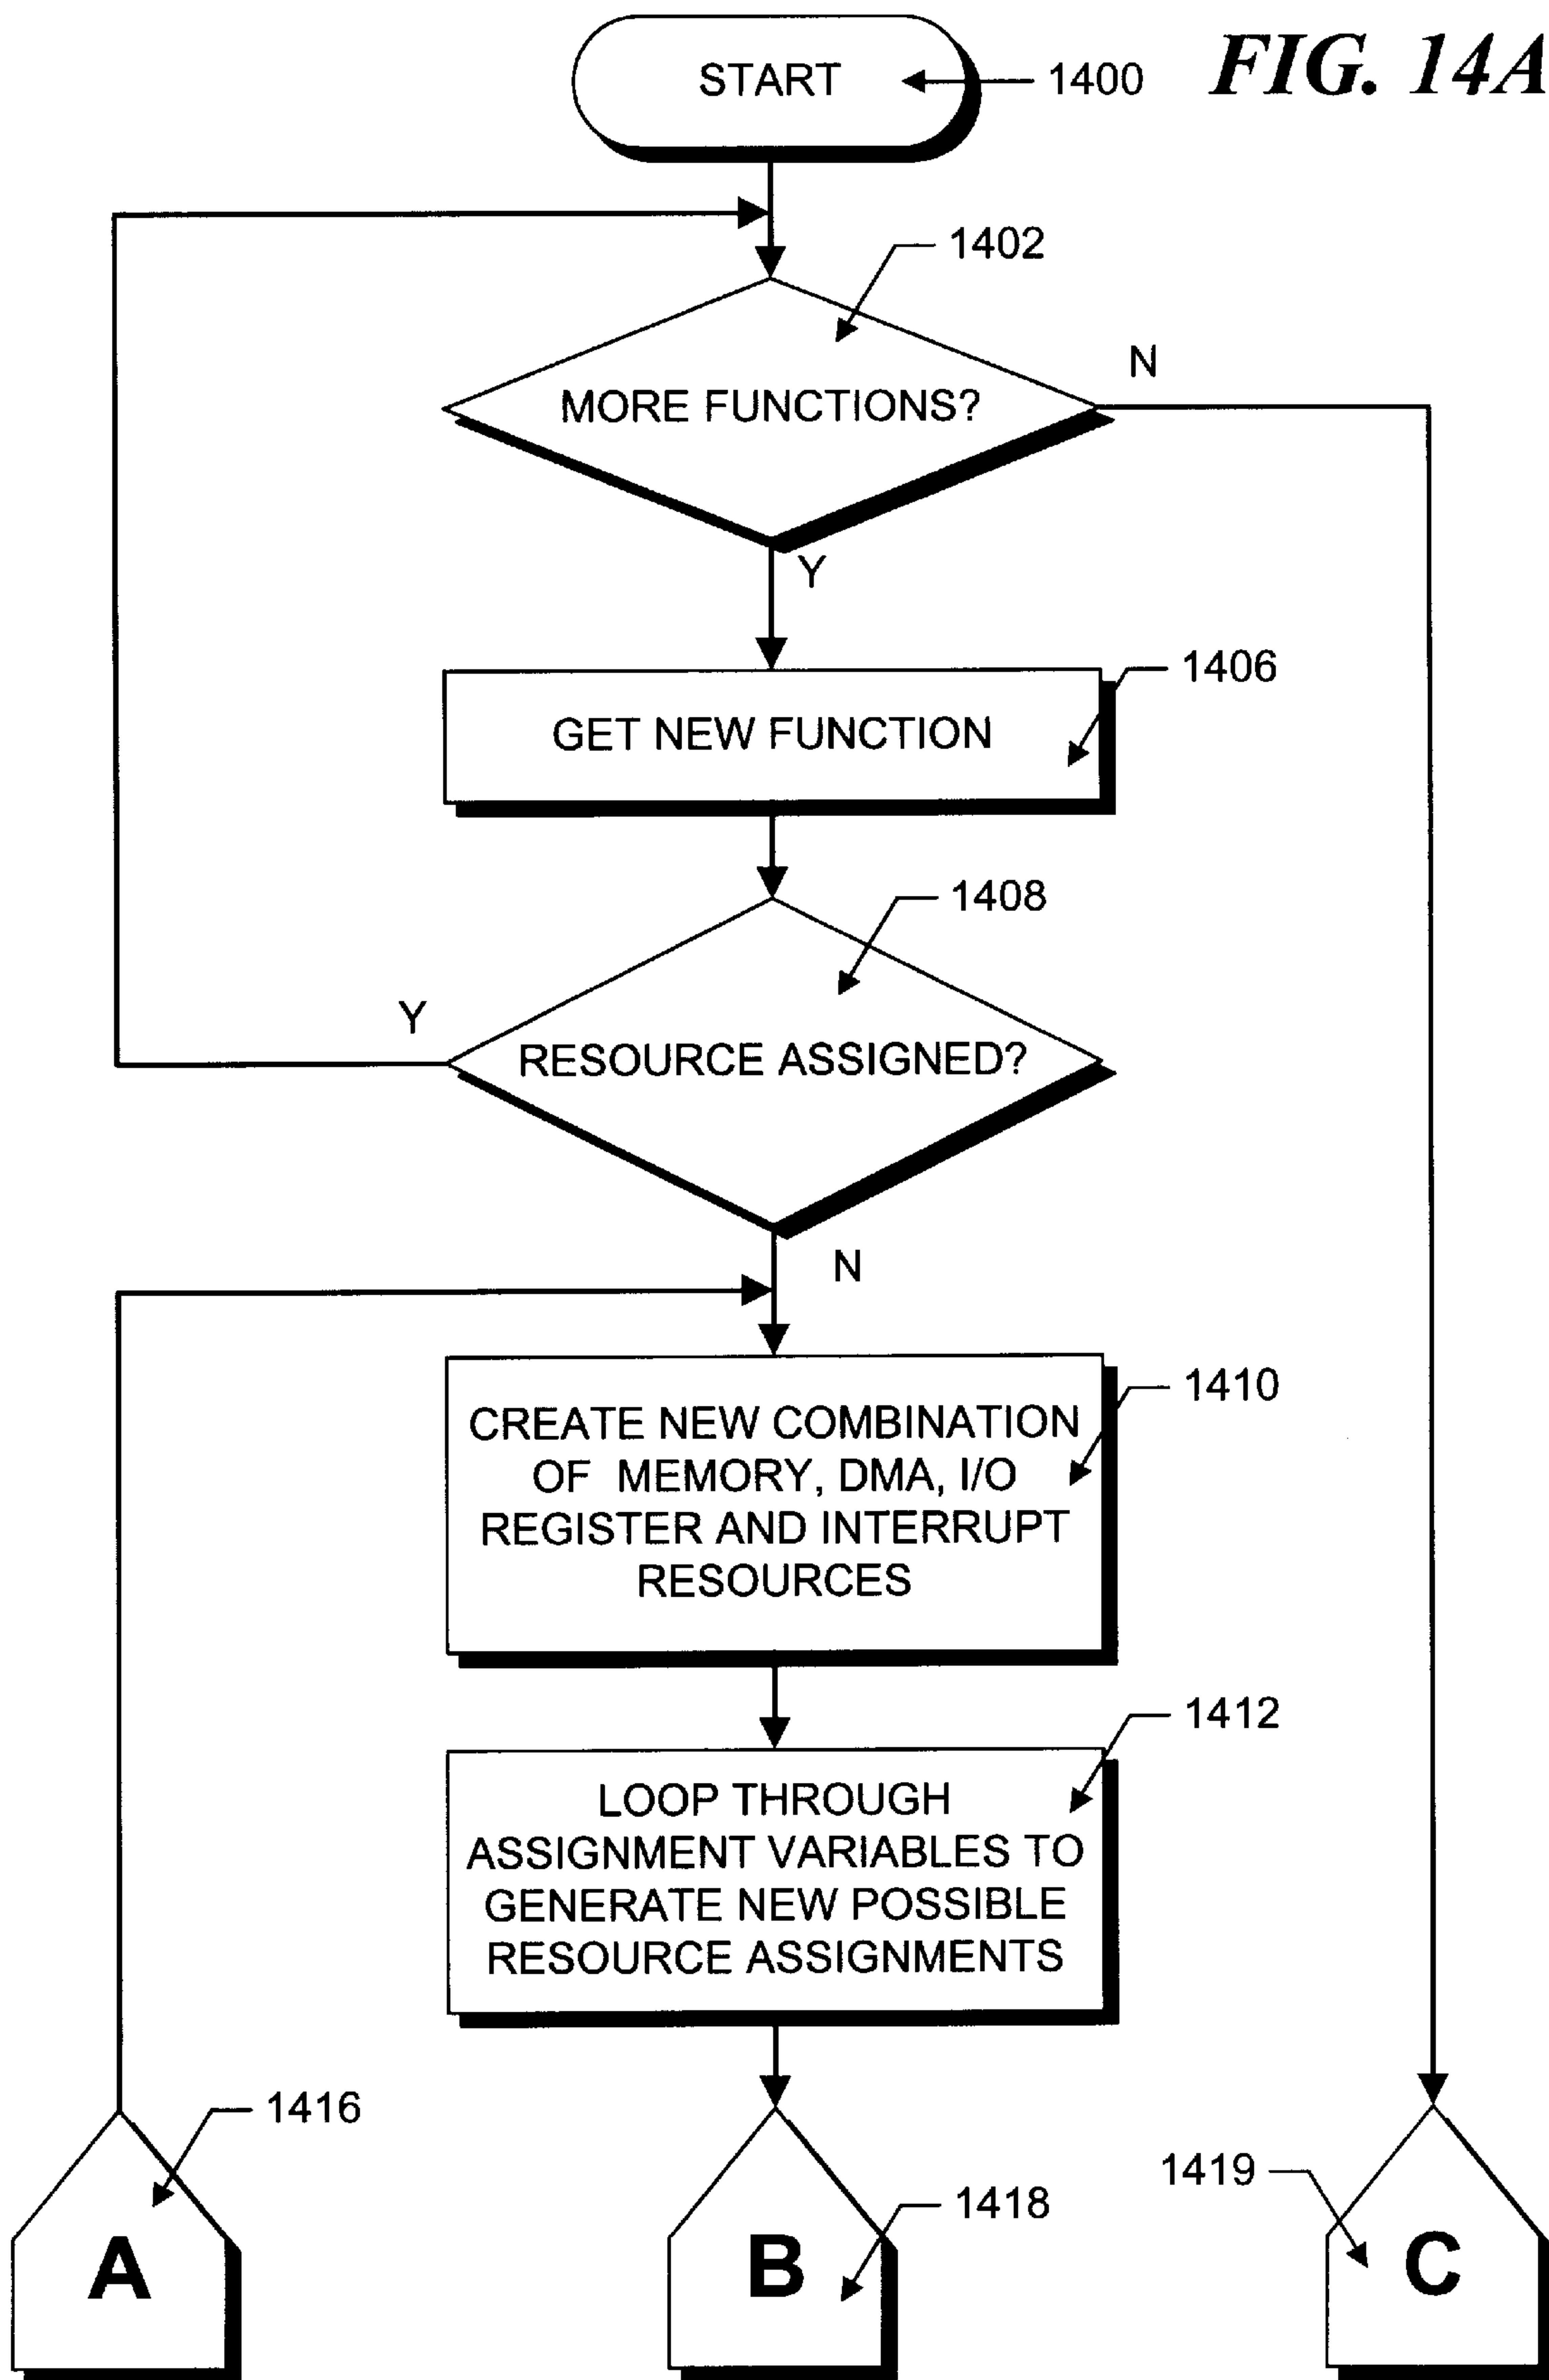 FIG. 14A
START
1400
1402
MORE FUNCTIONS?
N
Y
1406
GET NEW FUNCTION
1408
Y
RESOURCE ASSIGNED?
N
1410
CREATE NEW COMBINATION
OF MEMORY, DMA, I/O
REGISTER AND INTERRUPT
RESOURCES
1412
LOOP THROUGH
ASSIGNMENT VARIABLES TO
GENERATE NEW POSSIBLE
RESOURCE ASSIGNMENTS
1416
A
1418
B
1419
C